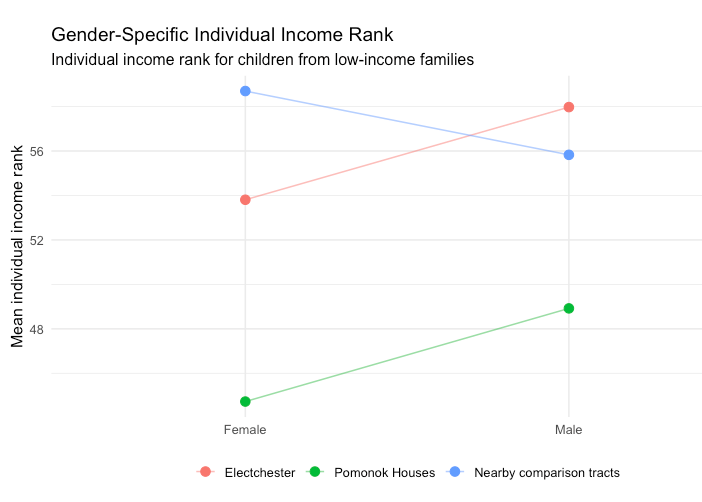 Gender-Specific Individual Income Rank
Individual income rank for children from low-income families
Mean individual income rank
56
52
48
Female Male
Electchester Pomonok Houses Nearby comparison tracts